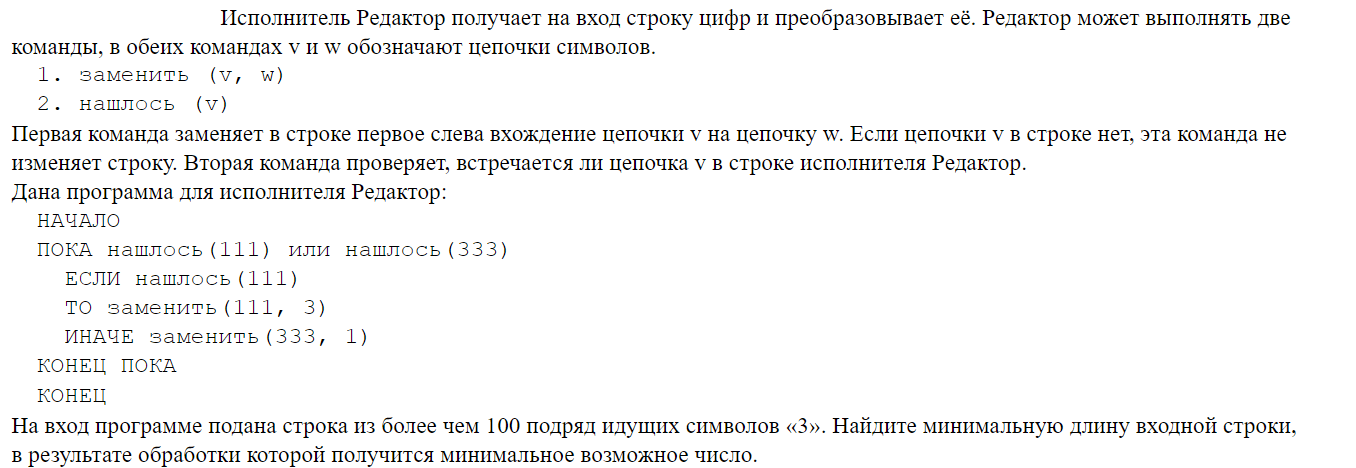 Исполнитель Редактор получает на вход строку цифр и преобразовывает её. Редактор может выполнять две
команды, в обеих командах v и w обозначают цепочки символов.
1. заменить (v, w)
2. нашлось (v)
Первая команда заменяет в строке первое слева вхождение цепочки v на цепочку w. Если цепочки v в строке нет, эта команда не
изменяет строку. Вторая команда проверяет, встречается ли цепочка v в строке исполнителя Редактор.
Дана программа для исполнителя Редактор:
НАЧАЛО
ПОКА нашлось(111) или нашлось(333)
ЕСЛИ нашлось(111)
ТО заменить(111, 3)
ИНАЧЕ заменить(333, 1)
КОНЕЦ ПОКА
КОНЕЦ
На вход программе подана строка из более чем 100 подряд идущих символов «3». Найдите минимальную длину входной строки,
в результате обработки которой получится минимальное возможное число.